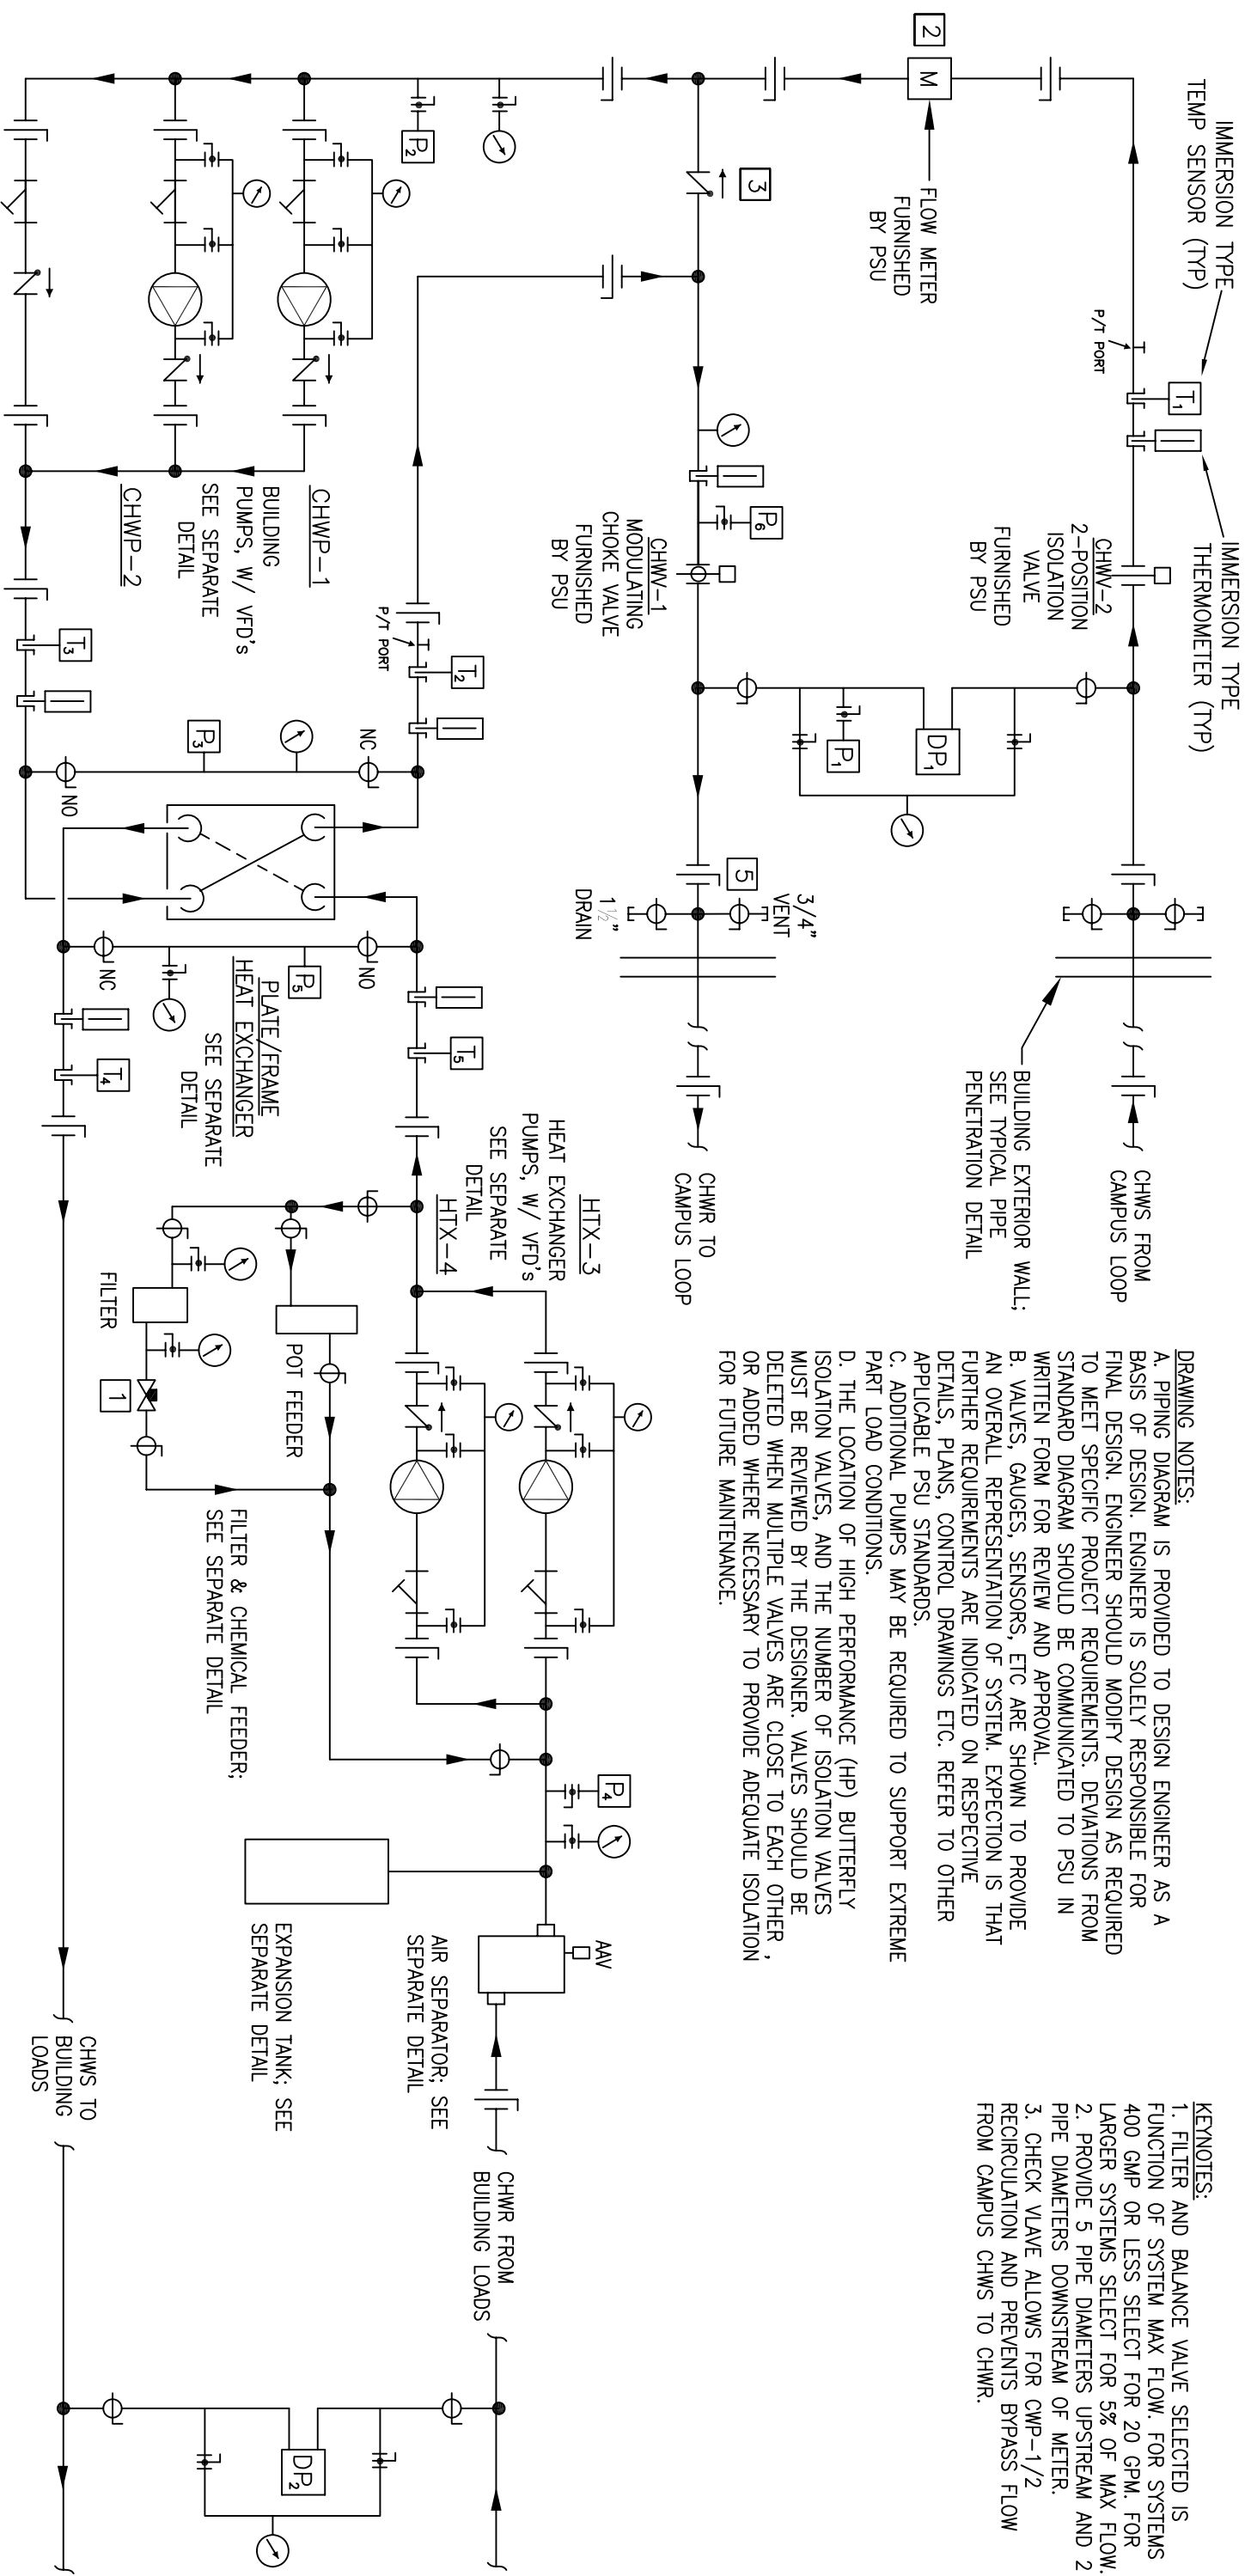 IMMERSION TYPE
TEMP SENSOR (TYP)
IMMERSION TYPE
THERMOMETER (TYP)
T1
P/T PORT
CHWV-2
2-POSITION
ISOLATION
VALVE
FURNISHED
BY PSU
2
M
FLOW METER
FURNISHED
BY PSU
3
P2
P6
CHWV-1
MODULATING
CHOKE VALVE
FURNISHED
BY PSU
DP1
P1
5
3/4"
VENT
1½"
DRAIN
CHWS FROM
CAMPUS LOOP
BUILDING EXTERIOR WALL;
SEE TYPICAL PIPE
PENETRATION DETAIL
CHWR TO
CAMPUS LOOP
CHWP-1
BUILDING
PUMPS, W/ VFD's
SEE SEPARATE
DETAIL
CHWP-2
P/T PORT
T2
T3
P3
NC
NO
NO
NC
P5
PLATE/FRAME
HEAT EXCHANGER
SEE SEPARATE
DETAIL
T5
T4
HTX-3
HEAT EXCHANGER
PUMPS, W/ VFD's
SEE SEPARATE
DETAIL
HTX-4
FILTER
1
POT FEEDER
FILTER & CHEMICAL FEEDER;
SEE SEPARATE DETAIL
P4
AAV
AIR SEPARATOR; SEE
SEPARATE DETAIL
EXPANSION TANK; SEE
SEPARATE DETAIL
CHWR FROM
BUILDING LOADS
CHWS TO
BUILDING
LOADS
DP2
DRAWING NOTES:
A. PIPING DIAGRAM IS PROVIDED TO DESIGN ENGINEER AS A
BASIS OF DESIGN. ENGINEER IS SOLELY RESPONSIBLE FOR
FINAL DESIGN. ENGINEER SHOULD MODIFY DESIGN AS REQUIRED
TO MEET SPECIFIC PROJECT REQUIREMENTS. DEVIATIONS FROM
STANDARD DIAGRAM SHOULD BE COMMUNICATED TO PSU IN
WRITTEN FORM FOR REVIEW AND APPROVAL.
B. VALVES, GAUGES, SENSORS, ETC ARE SHOWN TO PROVIDE
AN OVERALL REPRESENTATION OF SYSTEM. EXPECTION IS THAT
FURTHER REQUIREMENTS ARE INDICATED ON RESPECTIVE
DETAILS, PLANS, CONTROL DRAWINGS ETC. REFER TO OTHER
APPLICABLE PSU STANDARDS.
C. ADDITIONAL PUMPS MAY BE REQUIRED TO SUPPORT EXTREME
PART LOAD CONDITIONS.
D. THE LOCATION OF HIGH PERFORMANCE (HP) BUTTERFLY
ISOLATION VALVES, AND THE NUMBER OF ISOLATION VALVES
MUST BE REVIEWED BY THE DESIGNER. VALVES SHOULD BE
DELETED WHEN MULTIPLE VALVES ARE CLOSE TO EACH OTHER ,
OR ADDED WHERE NECESSARY TO PROVIDE ADEQUATE ISOLATION
FOR FUTURE MAINTENANCE.
KEYNOTES:
1. FILTER AND BALANCE VALVE SELECTED IS
FUNCTION OF SYSTEM MAX FLOW. FOR SYSTEMS
400 GMP OR LESS SELECT FOR 20 GPM. FOR
LARGER SYSTEMS SELECT FOR 5% OF MAX FLOW.
2. PROVIDE 5 PIPE DIAMETERS UPSTREAM AND 2
PIPE DIAMETERS DOWNSTREAM OF METER.
3. CHECK VLAVE ALLOWS FOR CWP-1/2
RECIRCULATION AND PREVENTS BYPASS FLOW
FROM CAMPUS CHWS TO CHWR.